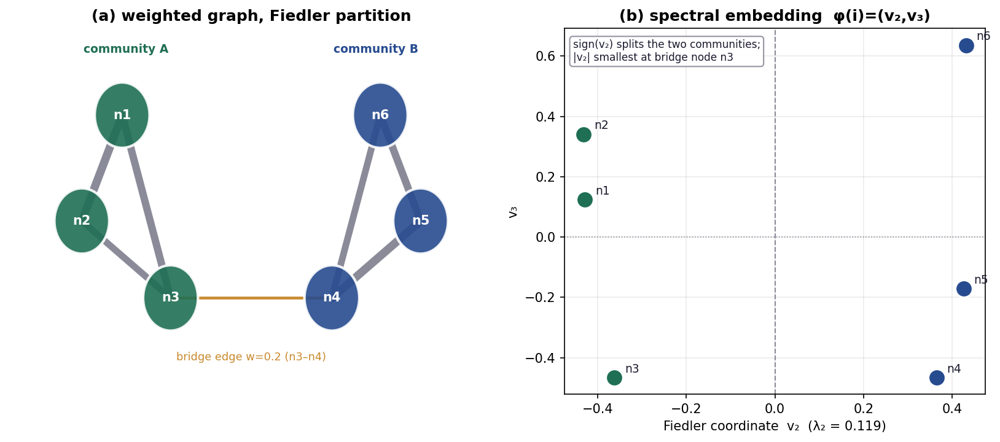 (a) weighted graph, Fiedler partition
community A
community B
n1
n6
n2
n5
n3
n4
bridge edge w=0.2 (n3–n4)
(b) spectral embedding  φ(i)=(v₂,v₃)
sign(v₂) splits the two communities;
|v₂| smallest at bridge node n3
n6
n2
n1
n5
n3
n4
0.6
0.4
0.2
0.0
−0.2
−0.4
v₃
−0.4
−0.2
0.0
0.2
0.4
Fiedler coordinate  v₂  (λ₂ = 0.119)